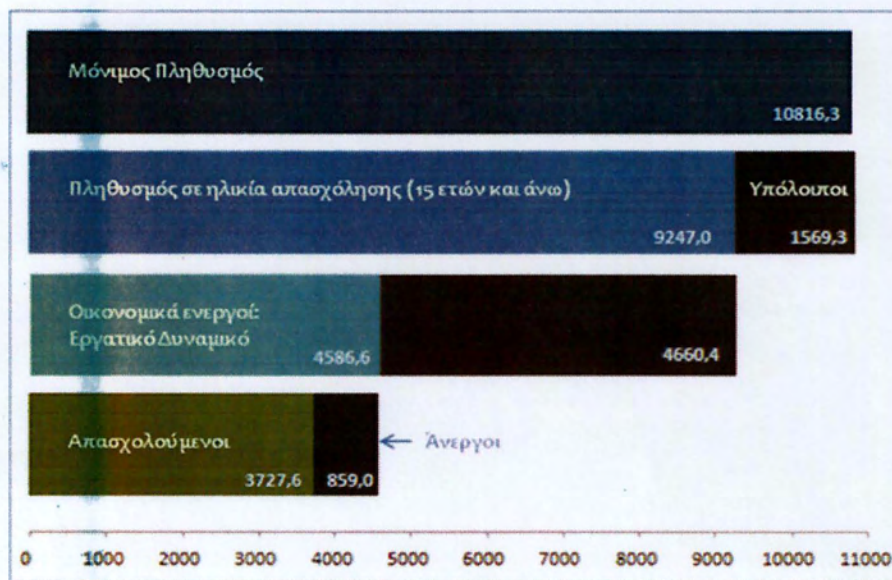 Μόνιμος Πληθυσμός
10816,3
Πληθυσμός σε ηλικία απασχόλησης (15 ετών και άνω)
Υπόλοιποι
9247,0
1569,3
Οικονομικά ενεργοί:
Εργατικό Δυναμικό
4586,6
4660,4
Απασχολούμενοι
Άνεργοι
3727,6
859,0
0 1000 2000 3000 4000 5000 6000 7000 8000 9000 10000 11000